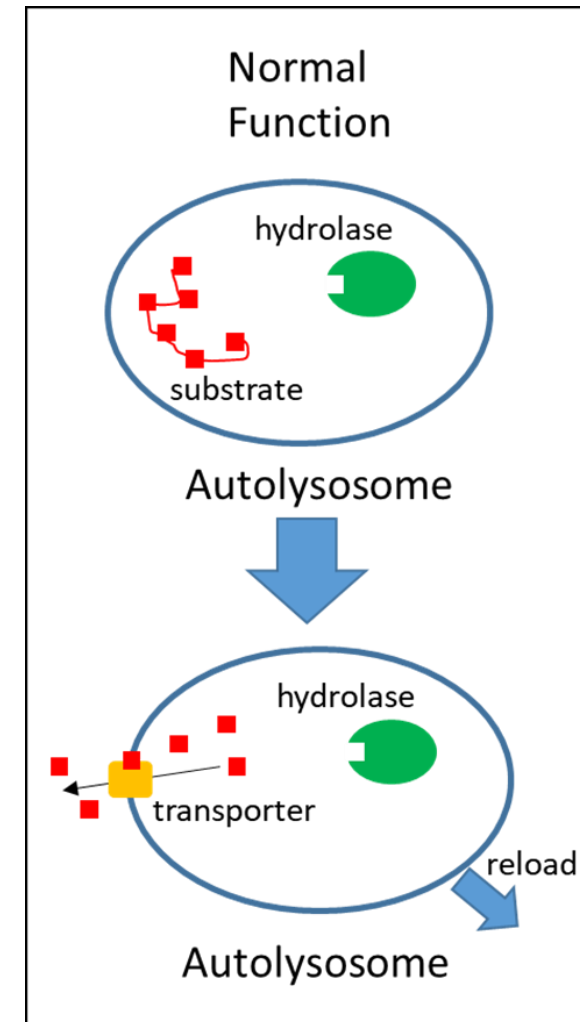 Normal
Function
hydrolase
substrate
Autolysosome
hydrolase
transporter
reload
Autolysosome